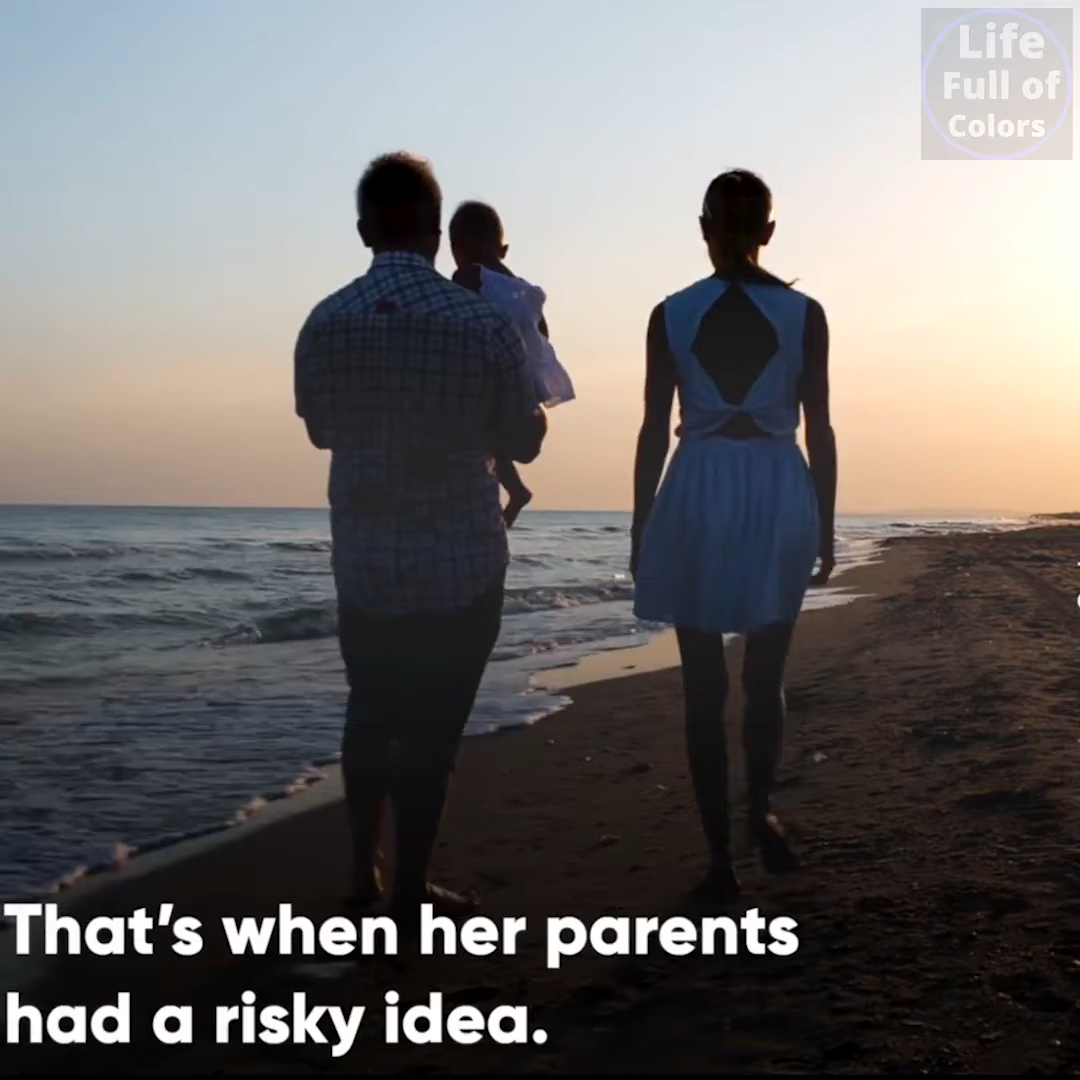 Life
Full of
Colors
That's when her parents
had a risky idea.